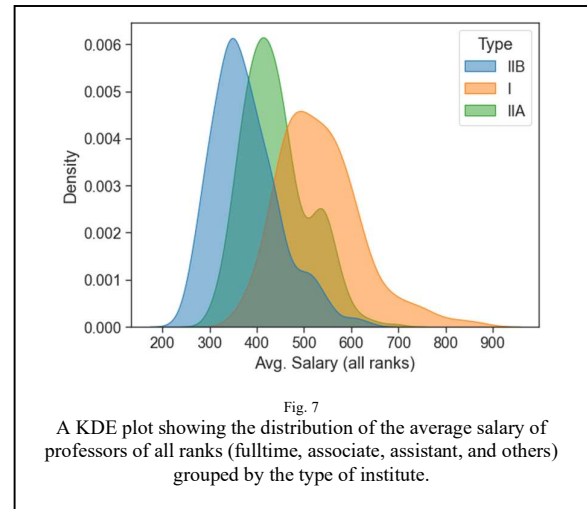 0.006
0.005
0.004
0.003
0.002
0.001
0.000
Density
Type
IIB
I
IIA
200 300 400 500 600 700 800 900
Avg. Salary (all ranks)
Fig. 7
A KDE plot showing the distribution of the average salary of
professors of all ranks (fulltime, associate, assistant, and others)
grouped by the type of institute.